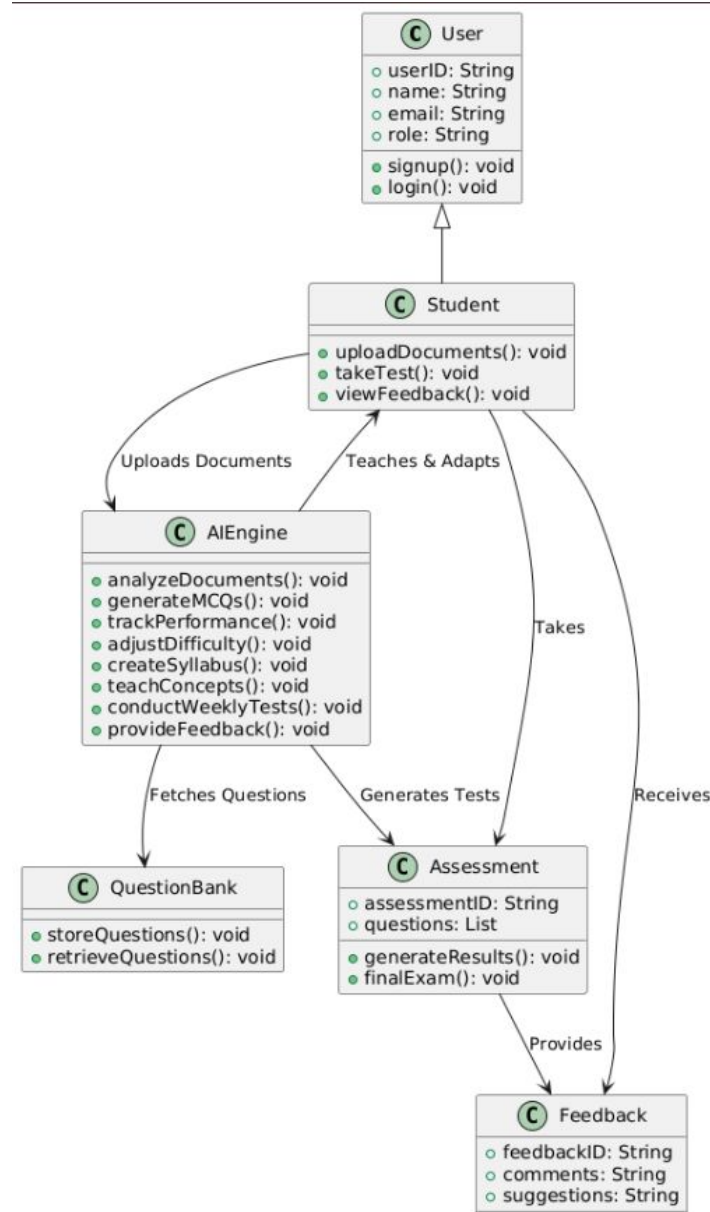 C User
userID: String
name: String
email: String
role: String
signup(): void
login(): void
C Student
uploadDocuments(): void
takeTest(): void
viewFeedback(): void
Uploads Documents
Teaches & Adapts
C AIEngine
analyzeDocuments(): void
generateMCQs(): void
trackPerformance(): void
adjustDifficulty(): void
createSyllabus(): void
teachConcepts(): void
conductWeeklyTests(): void
provideFeedback(): void
Takes
Fetches Questions
Generates Tests
Receives
C QuestionBank
storeQuestions(): void
retrieveQuestions(): void
C Assessment
assessmentID: String
questions: List
generateResults(): void
finalExam(): void
Provides
C Feedback
feedbackID: String
comments: String
suggestions: String